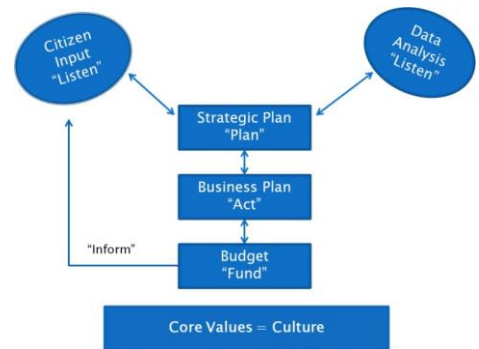 Citizen
Input
“Listen”
Data
Analysis
“Listen”
Strategic Plan
“Plan”
Business Plan
“Act”
“Inform”
Budget
“Fund”
Core Values = Culture